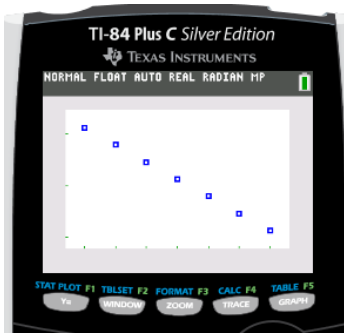 TI-84 Plus C Silver Edition
TEXAS INSTRUMENTS
NORMAL FLOAT AUTO REAL RADIAN MP
STAT PLOT F1 TBLSET F2 FORMAT F3 CALC F4 TABLE F5
Y= WINDOW ZOOM TRACE GRAPH